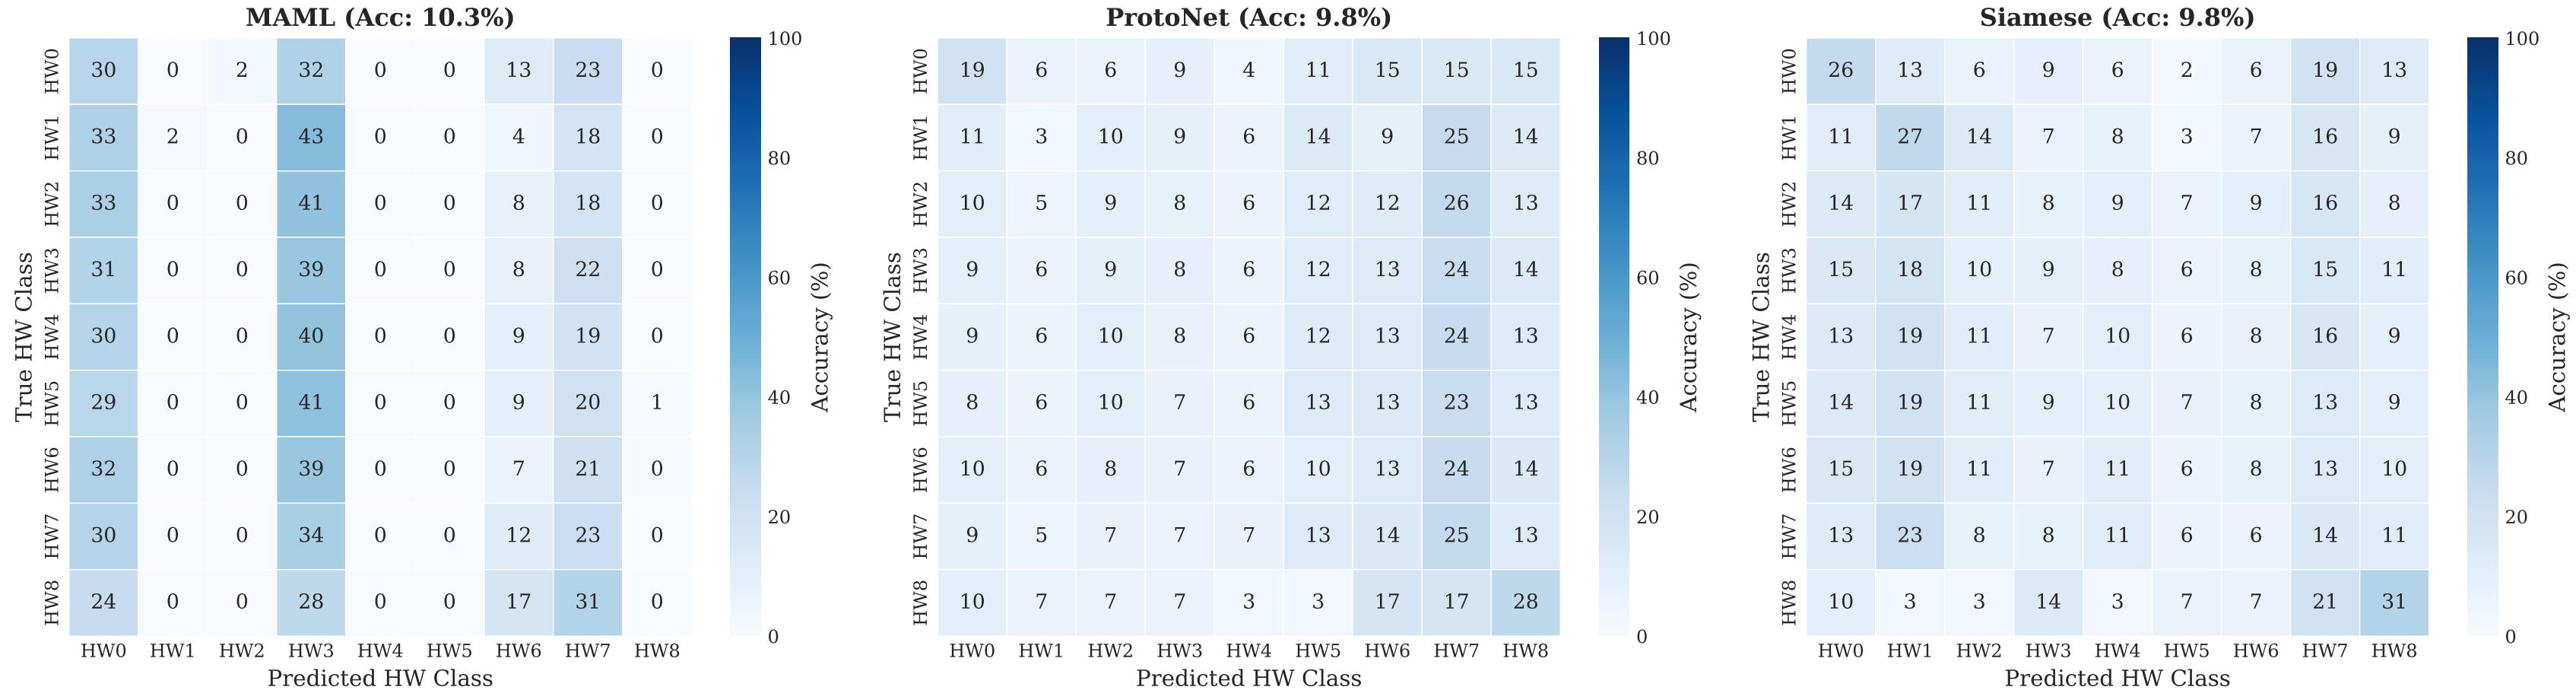 MAML (Acc: 10.3%)
True HW Class
HW0 30 0 2 32 0 0 13 23 0
HW1 33 2 0 43 0 0 4 18 0
HW2 33 0 0 41 0 0 8 18 0
HW3 31 0 0 39 0 0 8 22 0
HW4 30 0 0 40 0 0 9 19 0
HW5 29 0 0 41 0 0 9 20 1
HW6 32 0 0 39 0 0 7 21 0
HW7 30 0 0 34 0 0 12 23 0
HW8 24 0 0 28 0 0 17 31 0
HW0 HW1 HW2 HW3 HW4 HW5 HW6 HW7 HW8
Predicted HW Class
100
80
60
40
20
0
Accuracy (%)
ProtoNet (Acc: 9.8%)
True HW Class
HW0 19 6 6 9 4 11 15 15 15
HW1 11 3 10 9 6 14 9 25 14
HW2 10 5 9 8 6 12 12 26 13
HW3 9 6 9 8 6 12 13 24 14
HW4 9 6 10 8 6 12 13 24 13
HW5 8 6 10 7 6 13 13 23 13
HW6 10 6 8 7 6 10 13 24 14
HW7 9 5 7 7 7 13 14 25 13
HW8 10 7 7 7 3 3 17 17 28
HW0 HW1 HW2 HW3 HW4 HW5 HW6 HW7 HW8
Predicted HW Class
100
80
60
40
20
0
Accuracy (%)
Siamese (Acc: 9.8%)
True HW Class
HW0 26 13 6 9 6 2 6 19 13
HW1 11 27 14 7 8 3 7 16 9
HW2 14 17 11 8 9 7 9 16 8
HW3 15 18 10 9 8 6 8 15 11
HW4 13 19 11 7 10 6 8 16 9
HW5 14 19 11 9 10 7 8 13 9
HW6 15 19 11 7 11 6 8 13 10
HW7 13 23 8 8 11 6 6 14 11
HW8 10 3 3 14 3 7 7 21 31
HW0 HW1 HW2 HW3 HW4 HW5 HW6 HW7 HW8
Predicted HW Class
100
80
60
40
20
0
Accuracy (%)